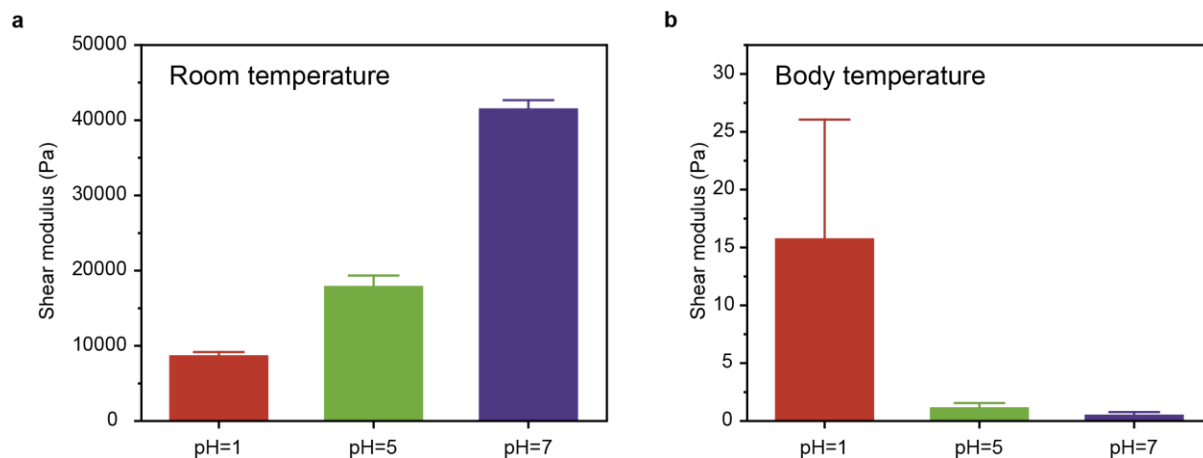 a
50000
40000
30000
20000
10000
0
Shear modulus (Pa)
Room temperature
pH=1
pH=5
pH=7
b
30
25
20
15
10
5
0
Shear modulus (Pa)
Body temperature
pH=1
pH=5
pH=7